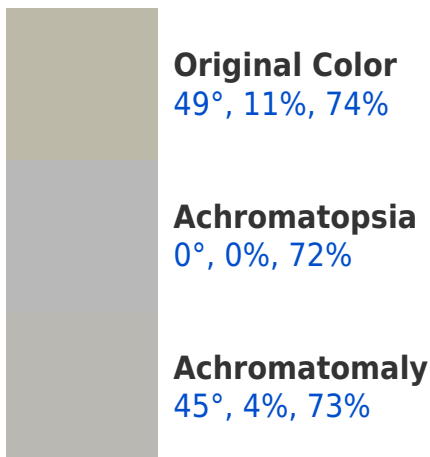 Original Color
49°, 11%, 74%
Achromatopsia
0°, 0%, 72%
Achromatomaly
45°, 4%, 73%